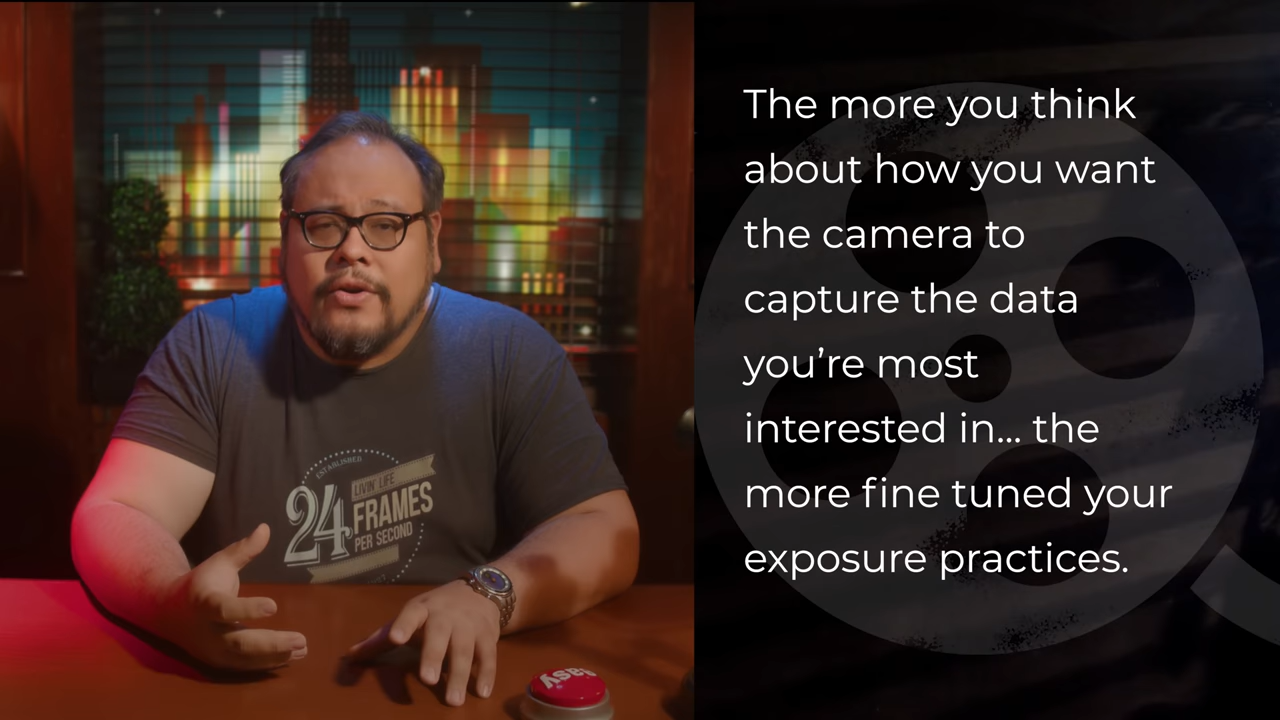 The more you think
about how you want
the camera to
capture the data
you’re most
interested in... the
more fine tuned your
exposure practices.
ESTABLISHED
24
LIVIN' LIFE
FRAMES
PER SECOND
easy